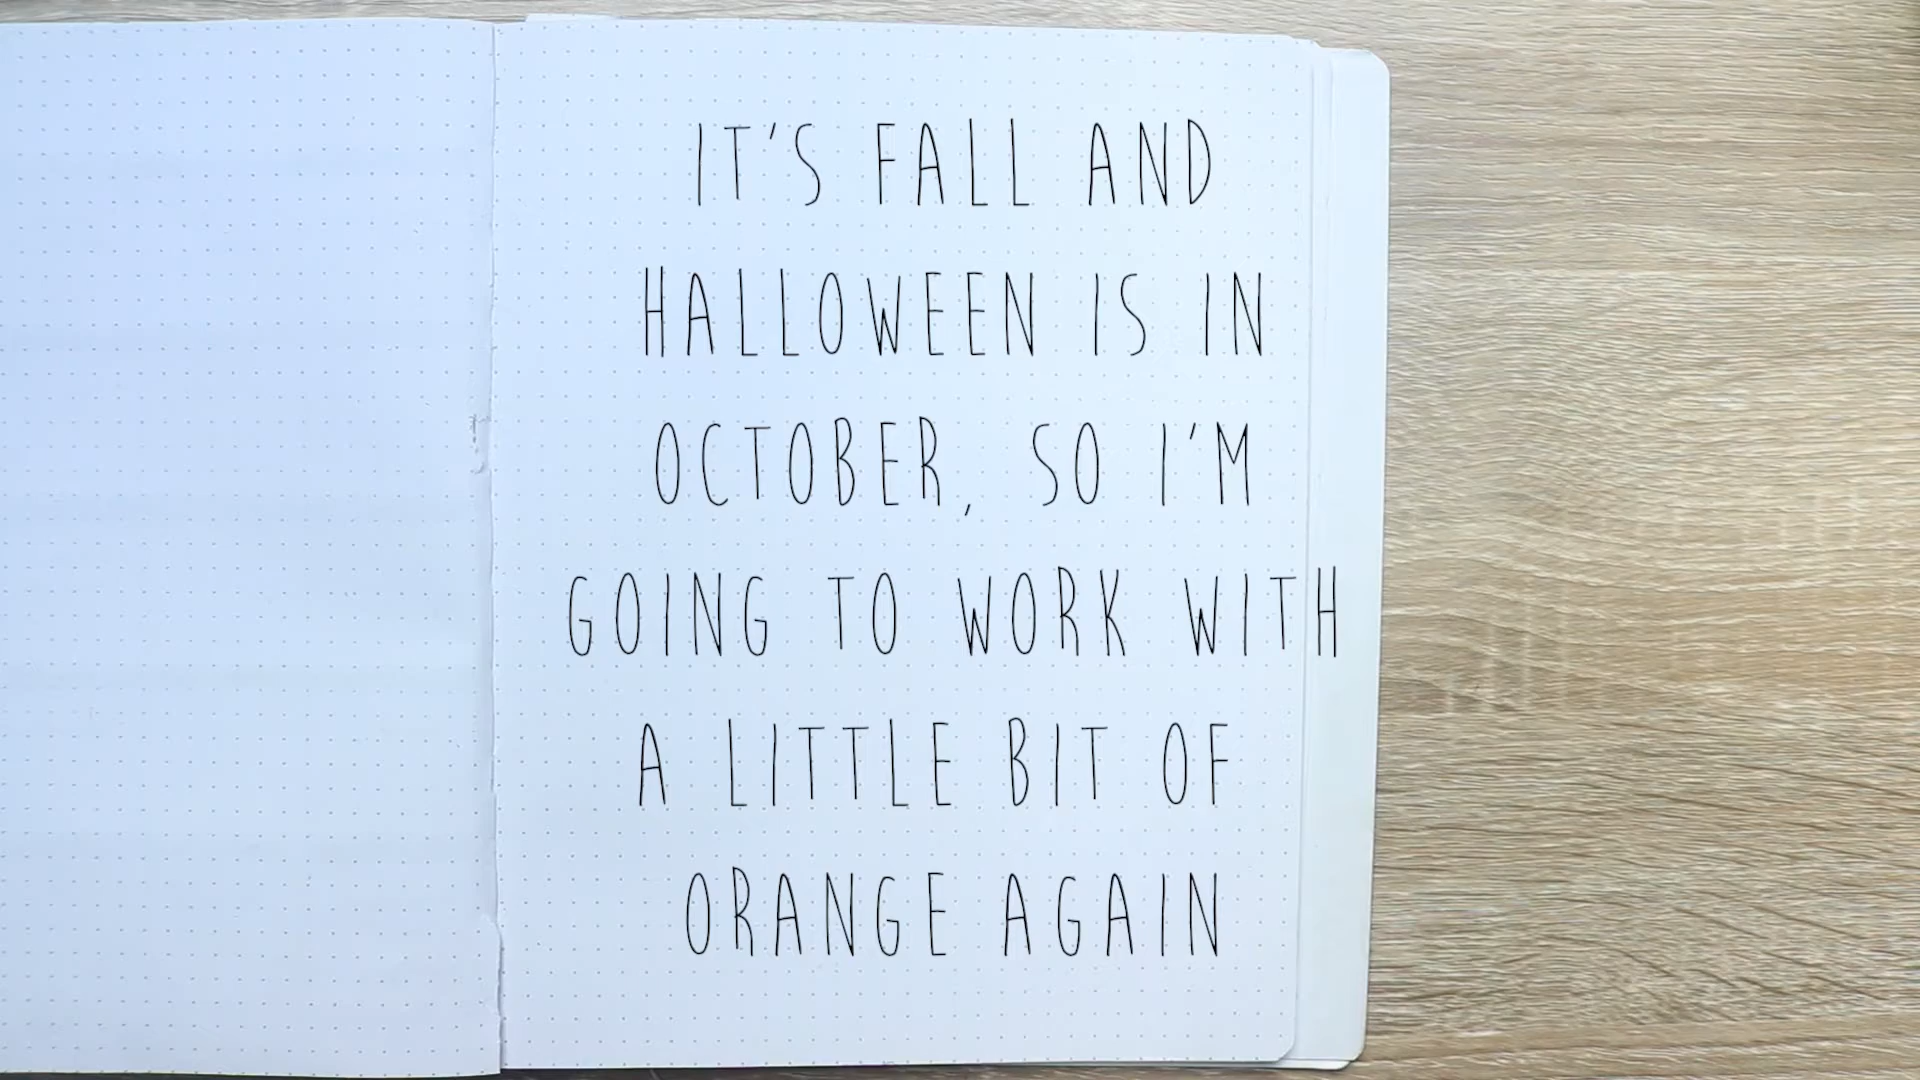 IT'S FALL AND
HALLOWEEN IS IN
OCTOBER, SO I'M
GOING TO WORK WITH
A LITTLE BIT OF
ORANGE AGAIN